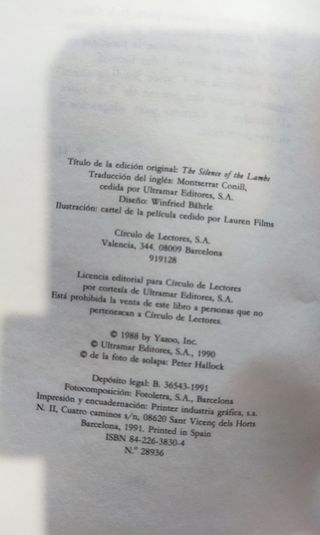 Título de la edición original: The Silence of the Lambs
Traducción del inglés: Montserrat Conill,
cedida por Ultramar Editores, S.A.
Diseño: Winfried Bährle
Ilustración: cartel de la película cedido por Lauren Films
Círculo de Lectores, S.A.
Valencia, 344. 08009 Barcelona
919128
Licencia editorial para Círculo de Lectores
por cortesía de Ultramar Editores, S.A.
Está prohibida la venta de este libro a personas que no
pertenezcan a Círculo de Lectores.
© 1988 by Yazoo, Inc.
© Ultramar Editores, S.A., 1990
© de la foto de solapa: Peter Hallock
Depósito legal: B. 36543-1991
Fotocomposición: Fotoletra, S.A., Barcelona
Impresión y encuadernación: Printer industria gráfica, s.a.
N. II, Cuatro caminos s/n, 08620 Sant Vicenç dels Horts
Barcelona, 1991. Printed in Spain
ISBN 84-226-3830-4
N.º 28936